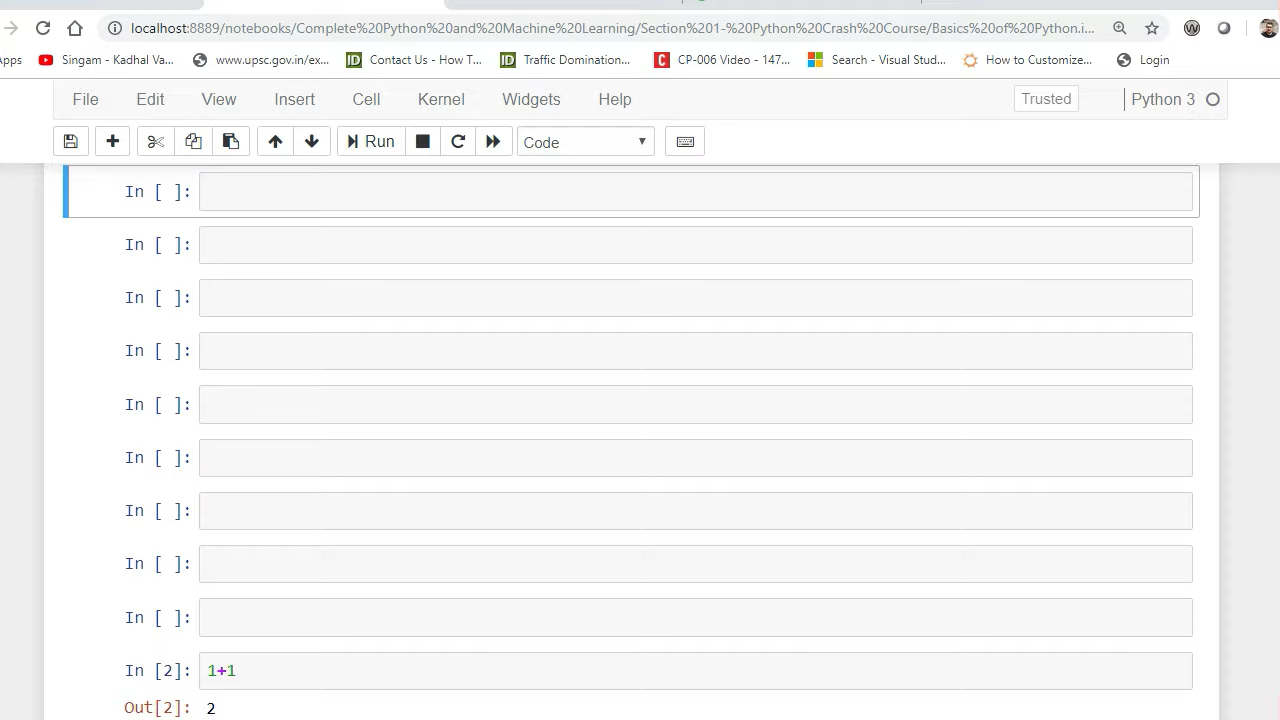 localhost:8889/notebooks/Complete%20Python%20and%20Machine%20Learning/Section%201-%20Python%20Crash%20Course/Basics%20of%20Python.i...
Apps Singam Kadhal Va... www.upsc.gov.in/ex... ID Contact Us - How T... ID Traffic Domination... C CP-006 Video - 147... Search - Visual Stud... How to Customize... Login
File Edit View Insert Cell Kernel Widgets Help Trusted Python 3
Run Code
In [ ]:
In [ ]:
In [ ]:
In [ ]:
In [ ]:
In [ ]:
In [ ]:
In [ ]:
In [ ]:
In [2]: 1+1
Out[2]: 2